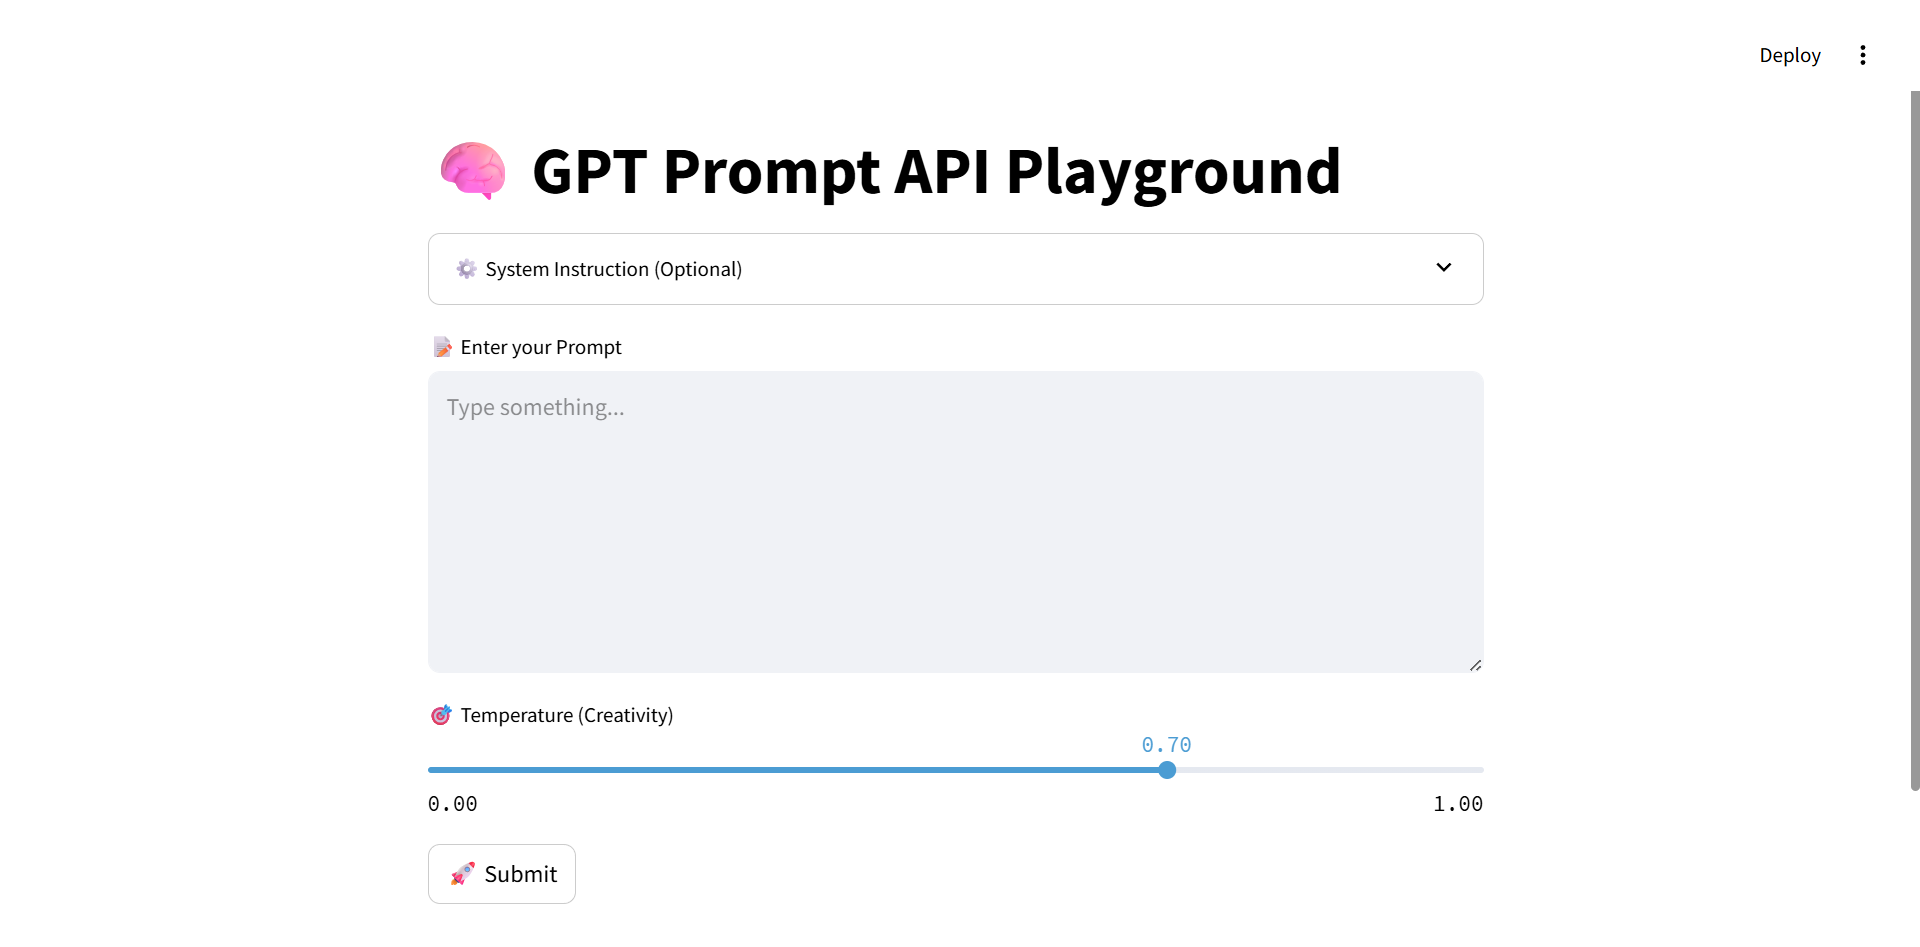 Deploy
GPT Prompt API Playground
System Instruction (Optional)
Enter your Prompt
Type something...
Temperature (Creativity)
0.70
0.00 1.00
Submit